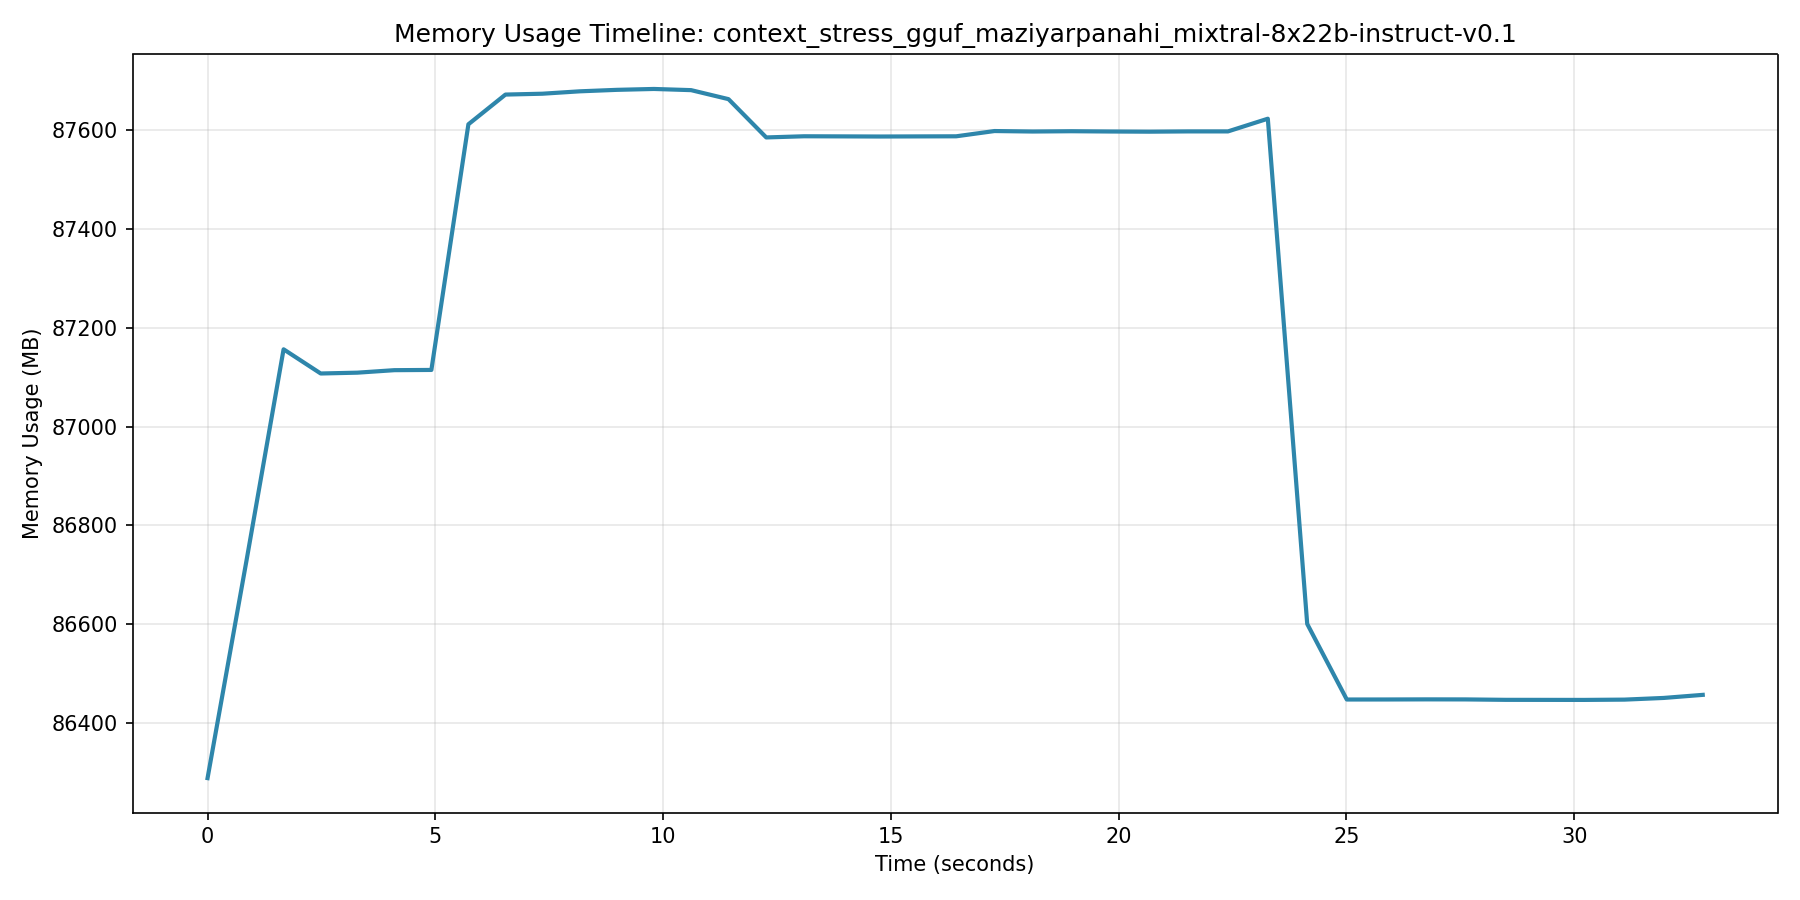 Memory Usage Timeline: context_stress_gguf_maziyarpanahi_mixtral-8x22b-instruct-v0.1
Memory Usage (MB)
87600
87400
87200
87000
86800
86600
86400
0 5 10 15 20 25 30
Time (seconds)